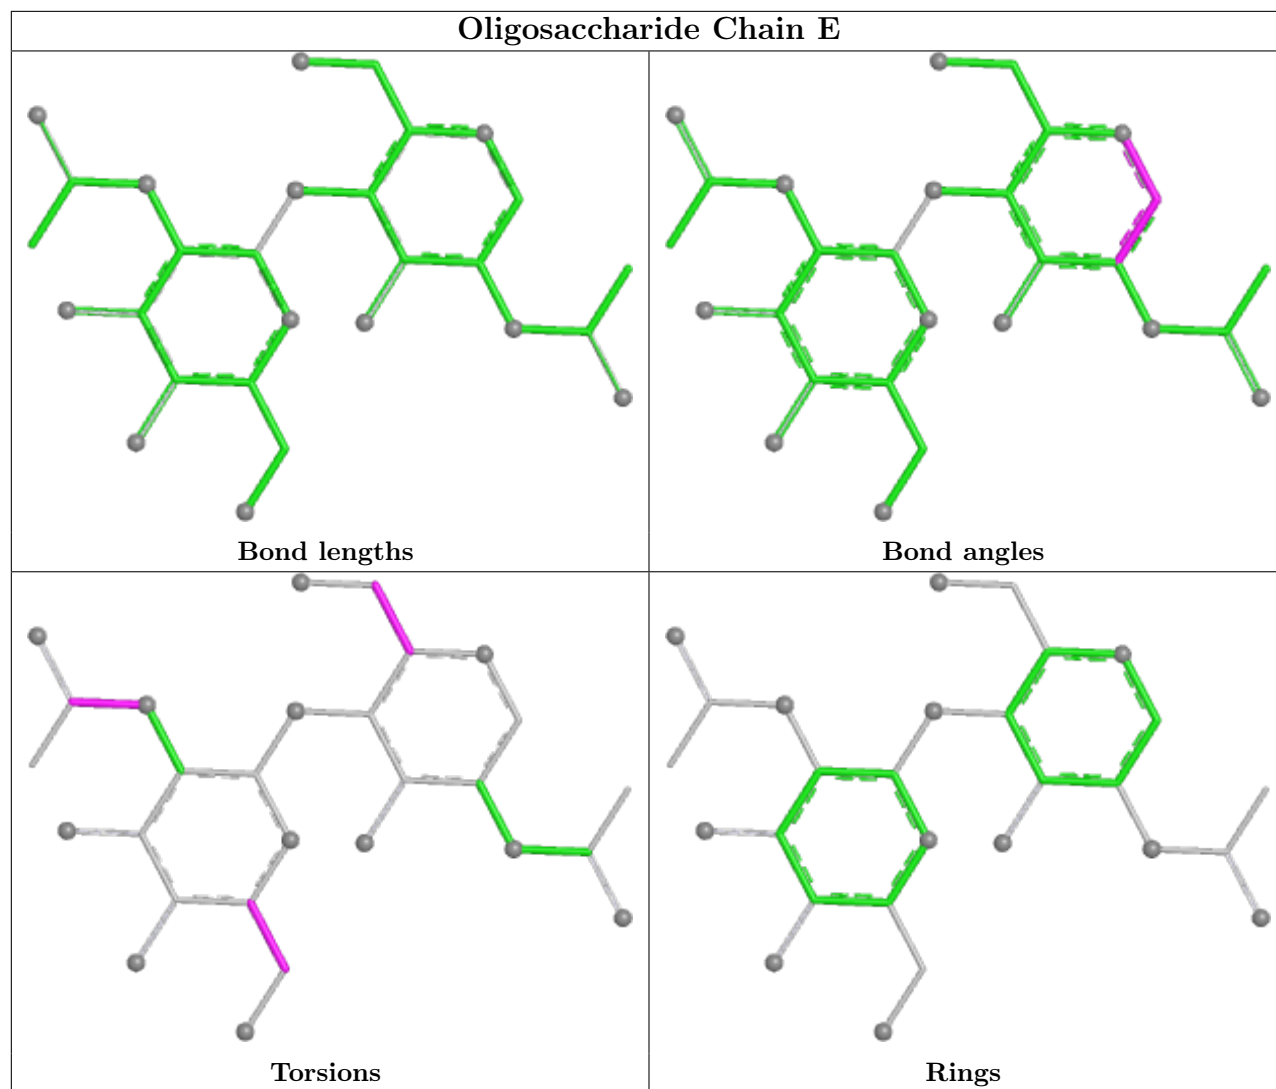 Oligosaccharide Chain E
Bond lengths
Bond angles
Torsions
Rings